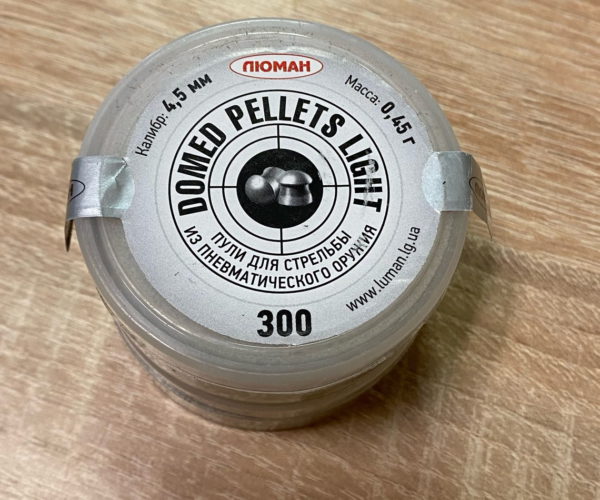 ЛЮМАН
Калибр: 4,5 мм
Масса: 0,45 г
DOMED PELLETS LIGHT
ПУЛИ ДЛЯ СТРЕЛЬБЫ
ИЗ ПНЕВМАТИЧЕСКОГО ОРУЖИЯ
www.luman.lg.ua
300